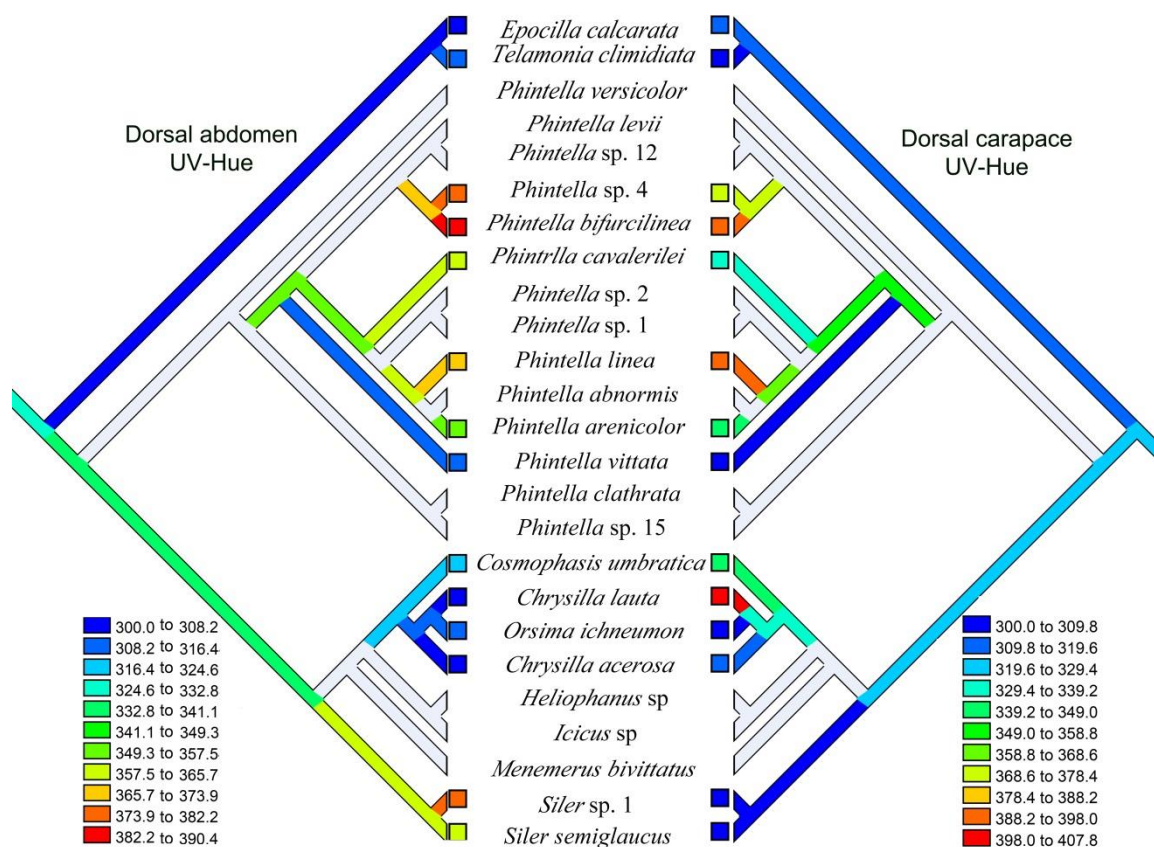 Epocilla calcarata
Telamonia climidiata
Phintella versicolor
Phintella levii
Phintella sp. 12
Phintella sp. 4
Phintella bifurcilinea
Phintrlla cavalerilei
Phintella sp. 2
Phintella sp. 1
Phintella linea
Phintella abnormis
Phintella arenicolor
Phintella vittata
Phintella clathrata
Phintella sp. 15
Cosmophasis umbratica
Chrysilla lauta
Orsima ichneumon
Chrysilla acerosa
Heliophanus sp
Icicus sp
Menemerus bivittatus
Siler sp. 1
Siler semiglaucus
Dorsal abdomen
UV-Hue
Dorsal carapace
UV-Hue
300.0 to 308.2
308.2 to 316.4
316.4 to 324.6
324.6 to 332.8
332.8 to 341.1
341.1 to 349.3
349.3 to 357.5
357.5 to 365.7
365.7 to 373.9
373.9 to 382.2
382.2 to 390.4
300.0 to 309.8
309.8 to 319.6
319.6 to 329.4
329.4 to 339.2
339.2 to 349.0
349.0 to 358.8
358.8 to 368.6
368.6 to 378.4
378.4 to 388.2
388.2 to 398.0
398.0 to 407.8